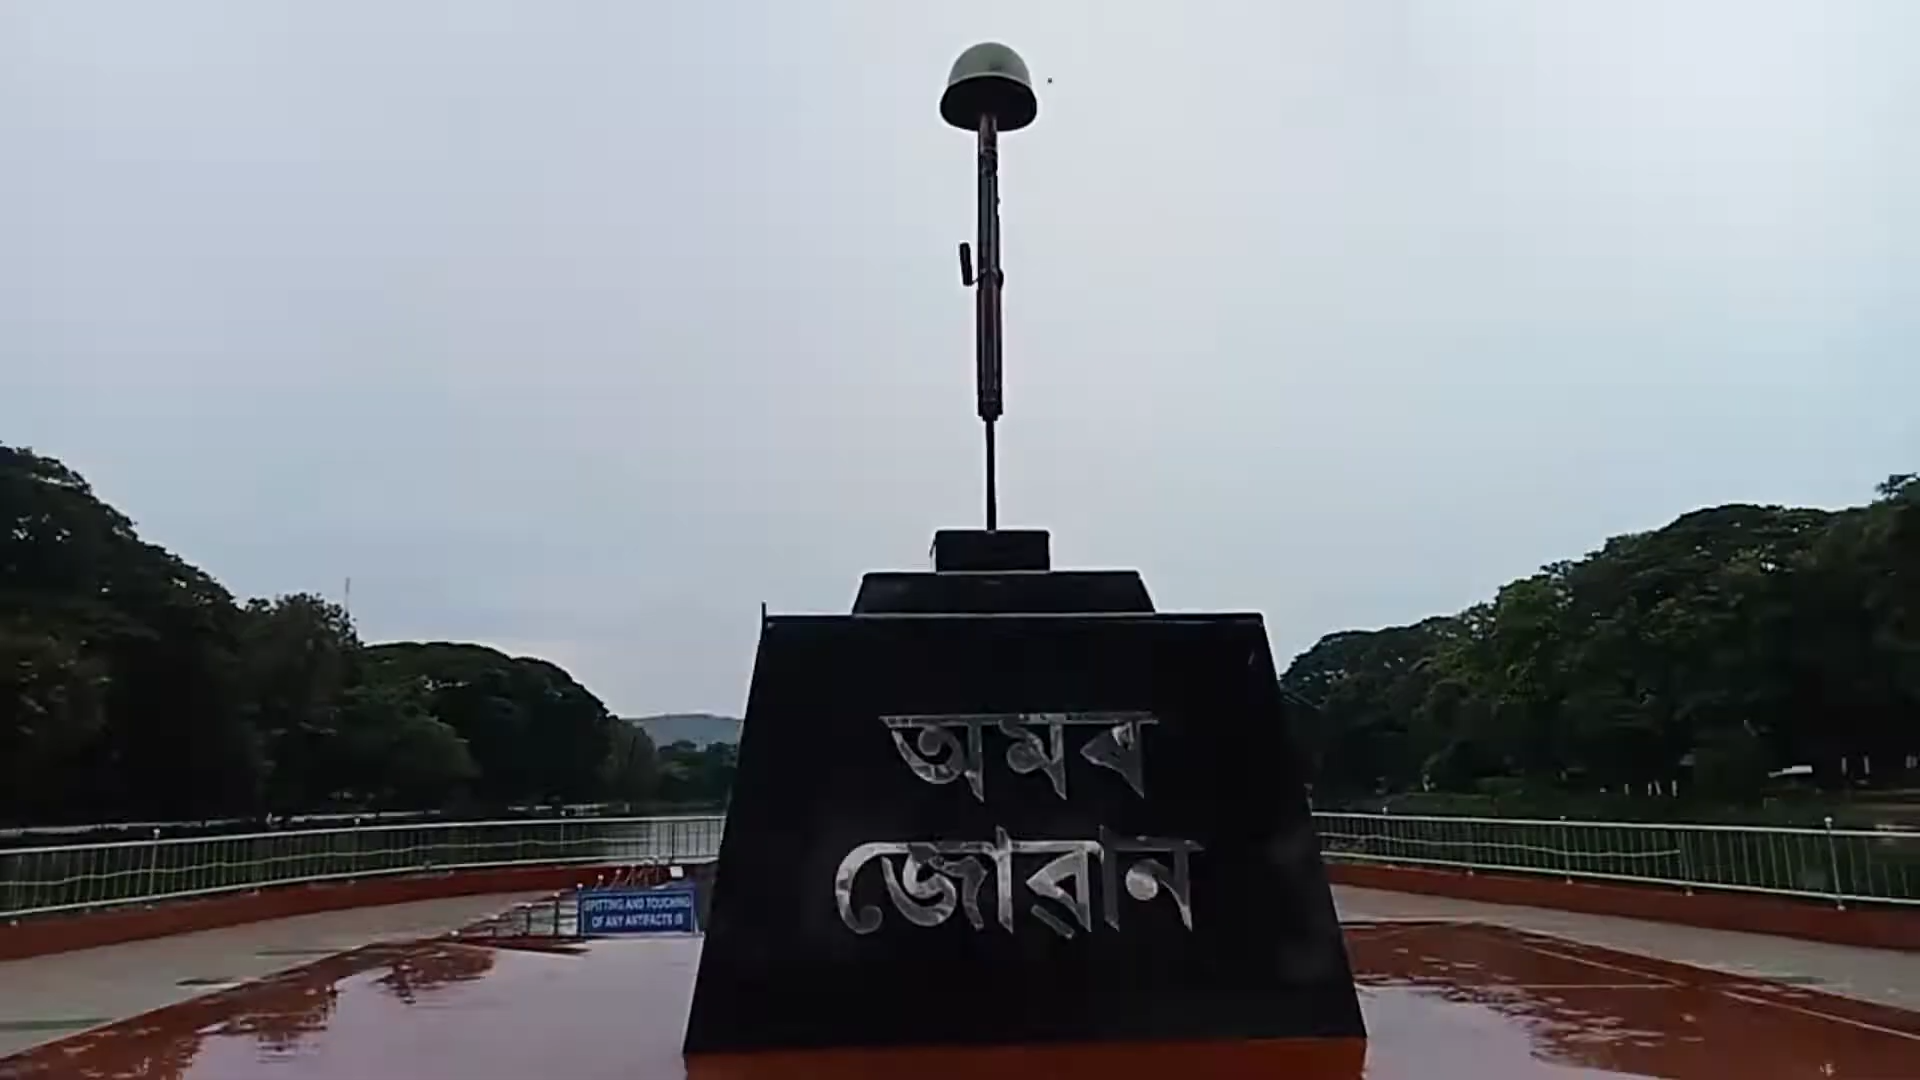 অমৰ
জোৱান
SPITTING AND TOUCHING
OF ANY ARTIFACTS IS